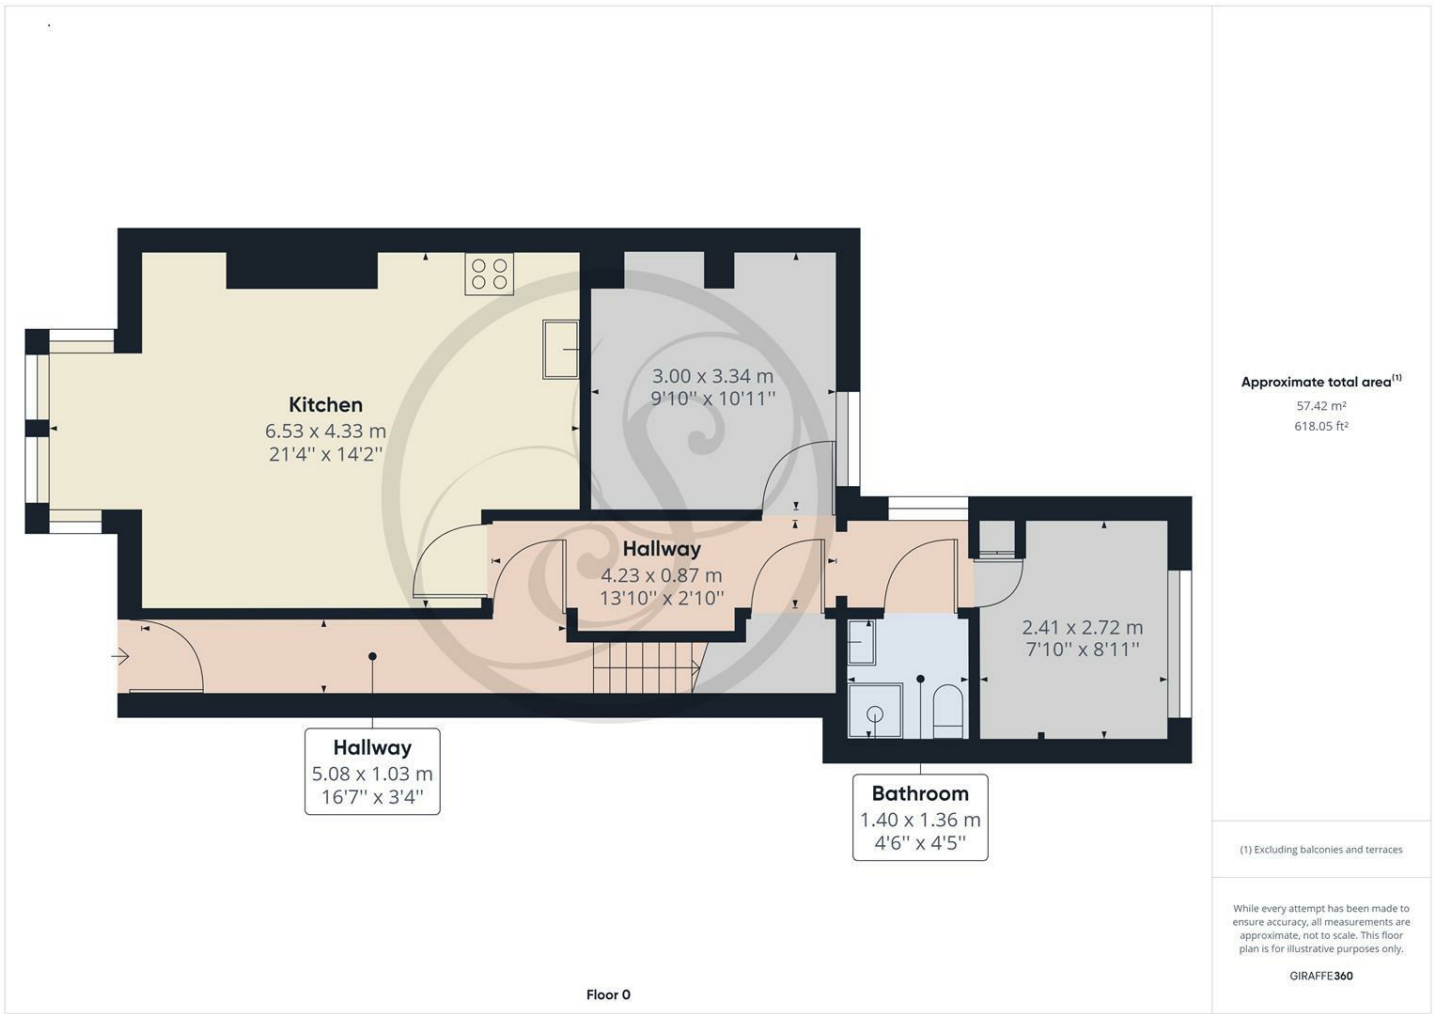 Kitchen
6.53 x 4.33 m
21'4'' x 14'2''
3.00 x 3.34 m
9'10'' x 10'11''
Hallway
4.23 x 0.87 m
13'10'' x 2'10''
2.41 x 2.72 m
7'10'' x 8'11''
Hallway
5.08 x 1.03 m
16'7'' x 3'4''
Bathroom
1.40 x 1.36 m
4'6'' x 4'5''
Floor 0
Approximate total area(1)
57.42 m²
618.05 ft²
(1) Excluding balconies and terraces
While every attempt has been made to
ensure accuracy, all measurements are
approximate, not to scale. This floor
plan is for illustrative purposes only.
GIRAFFE360